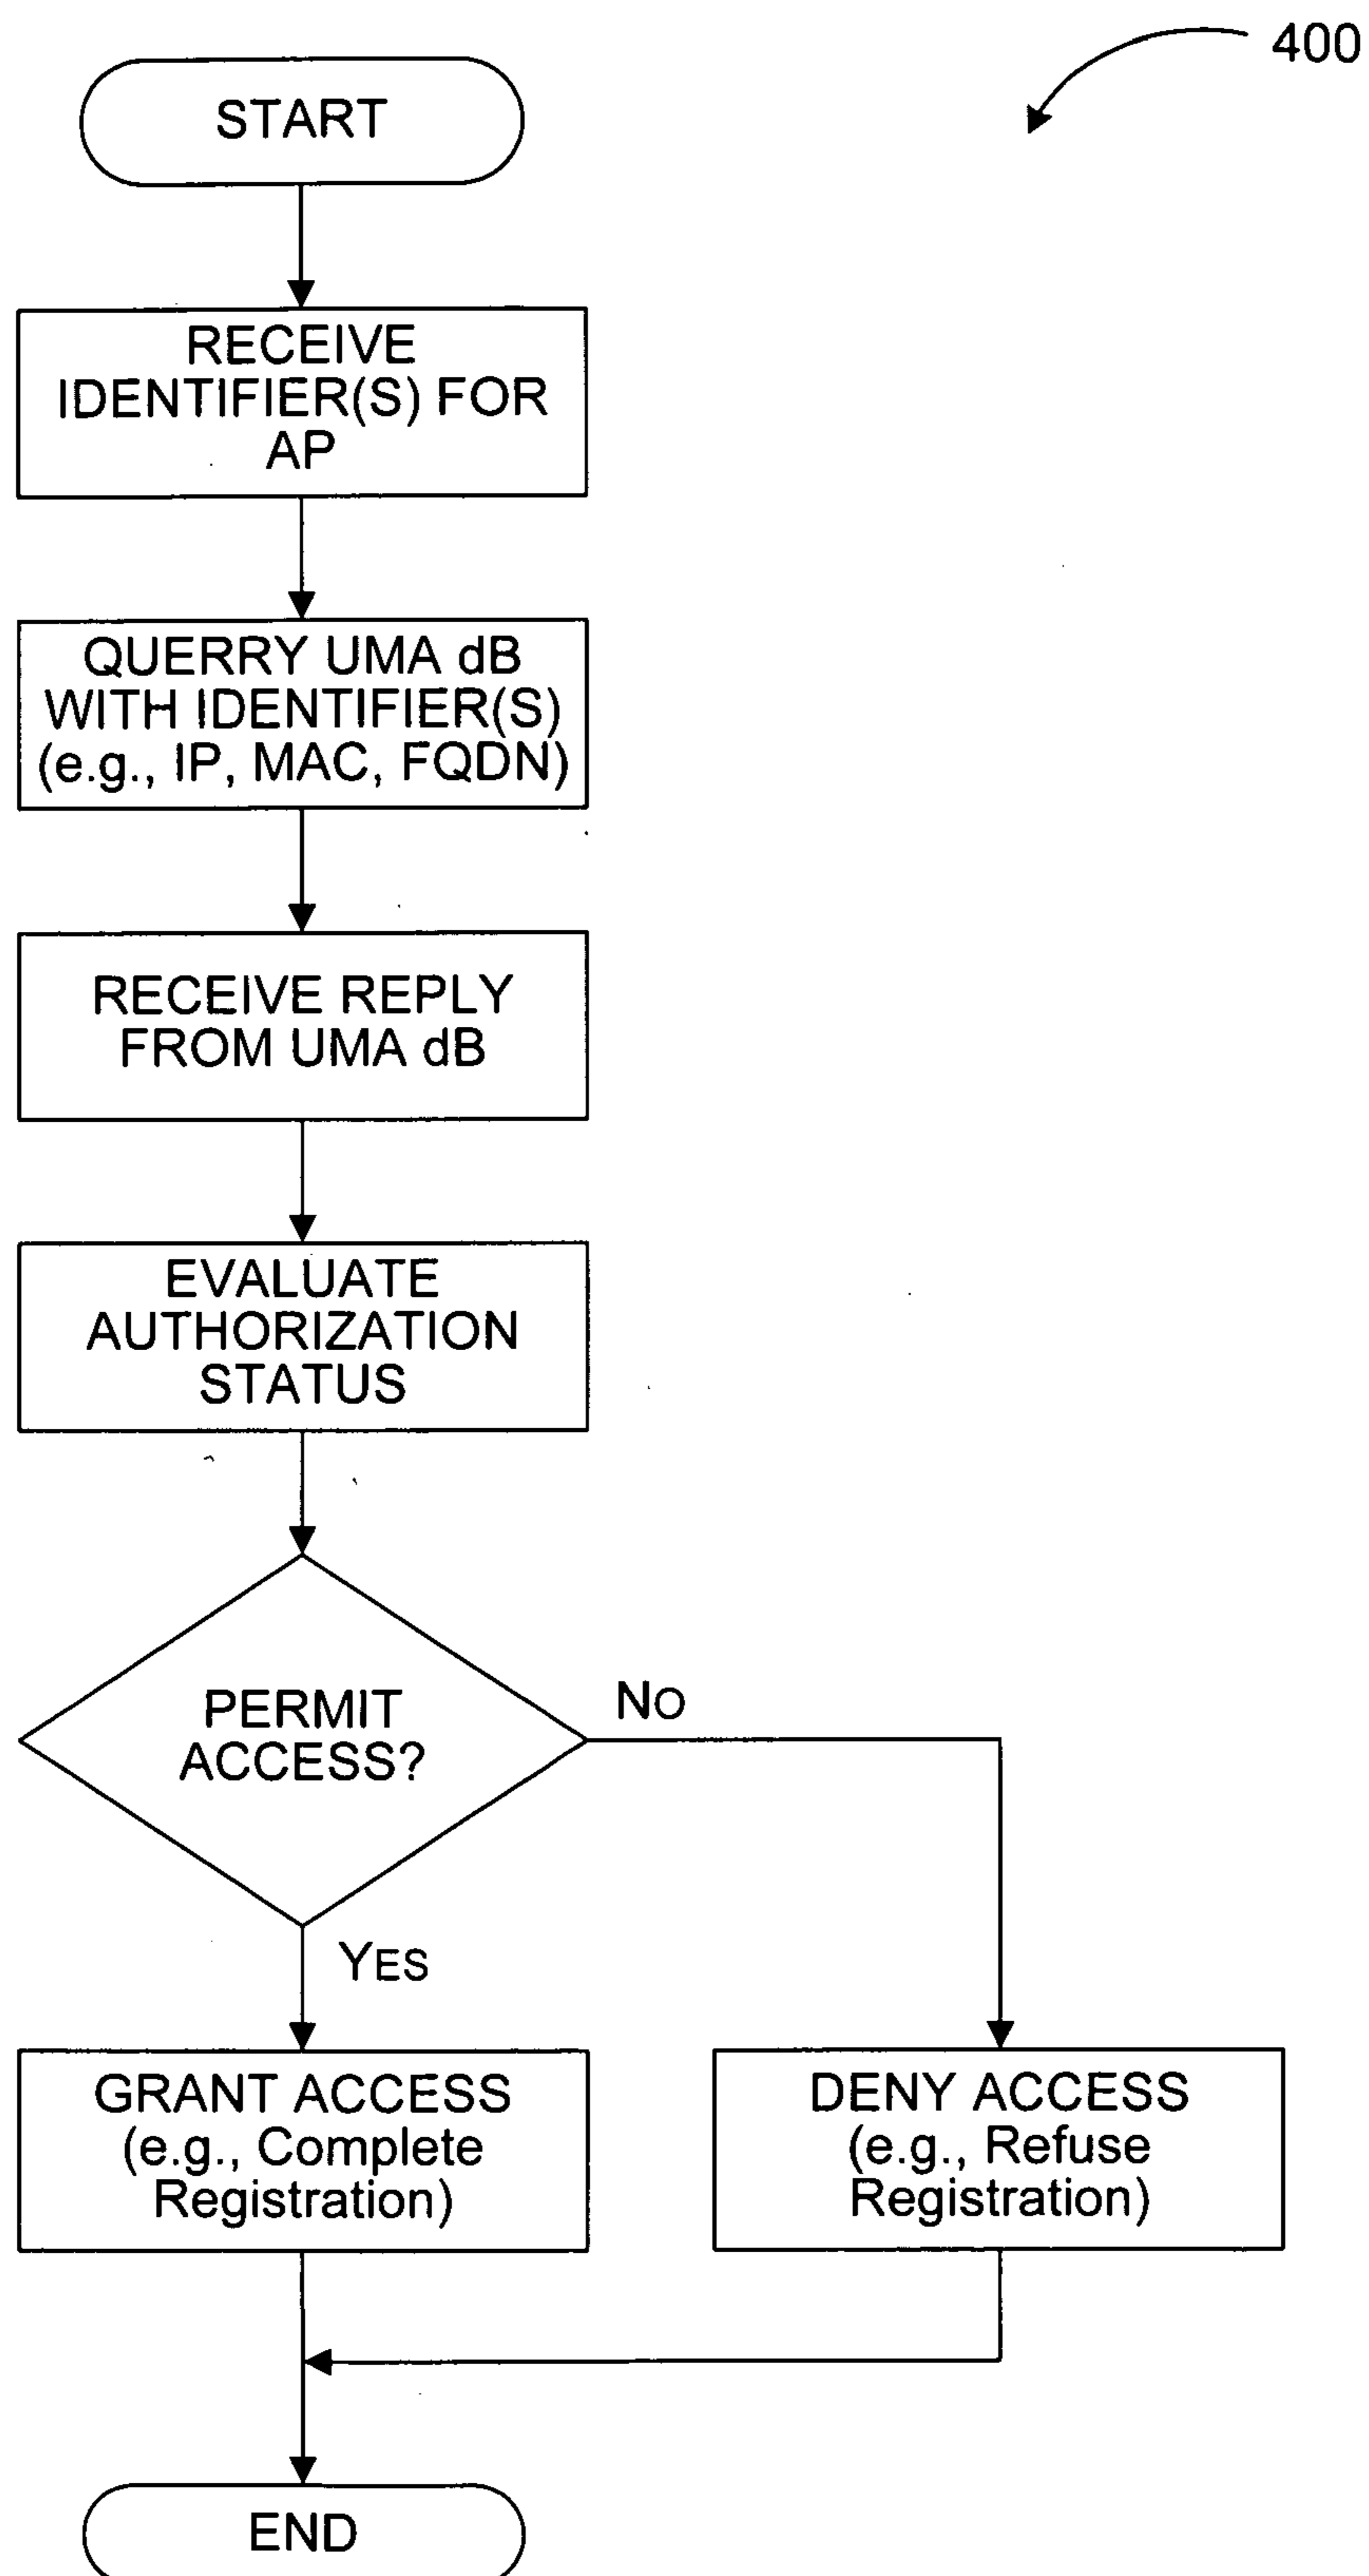 400
START
RECEIVE
IDENTIFIER(S) FOR
AP
QUERRY UMA dB
WITH IDENTIFIER(S)
(e.g., IP, MAC, FQDN)
RECEIVE REPLY
FROM UMA dB
EVALUATE
AUTHORIZATION
STATUS
PERMIT
ACCESS?
NO
YES
GRANT ACCESS
(e.g., Complete
Registration)
DENY ACCESS
(e.g., Refuse
Registration)
END